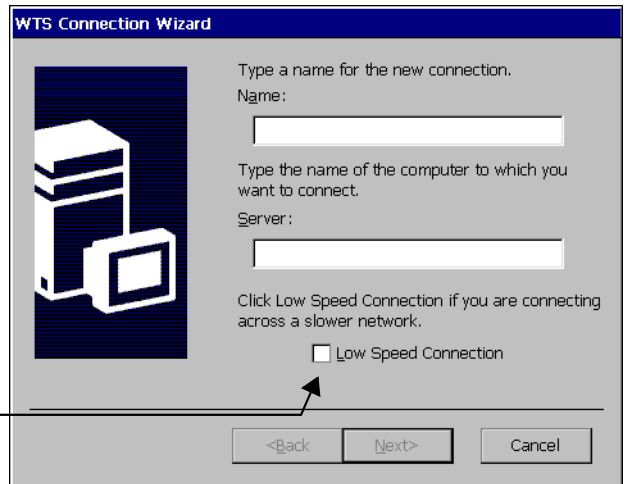 WTS Connection Wizard
Type a name for the new connection.
Name:
Type the name of the computer to which you
want to connect.
Server:
Click Low Speed Connection if you are connecting
across a slower network.
Low Speed Connection
<Back
Next>
Cancel